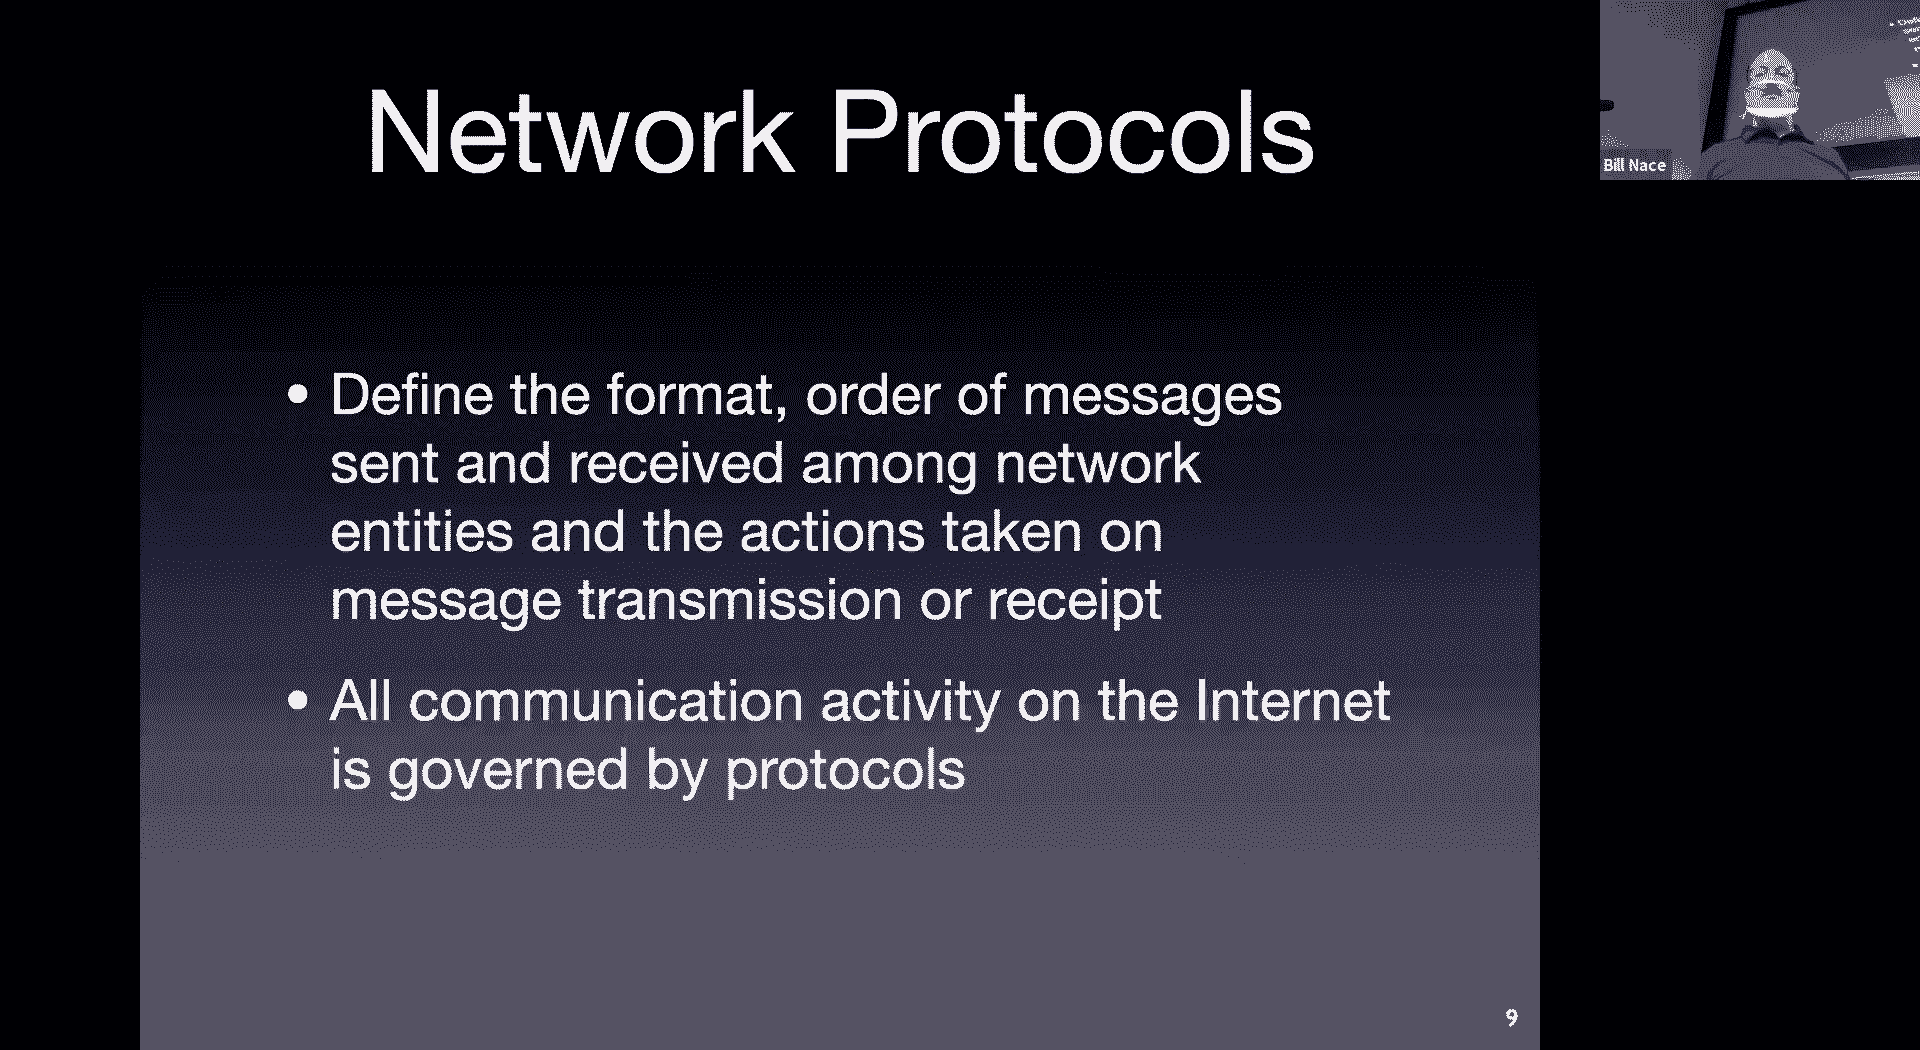 Network Protocols
Bill Nace
• Define the format, order of messages
sent and received among network
entities and the actions taken on
message transmission or receipt
• All communication activity on the Internet
is governed by protocols
9